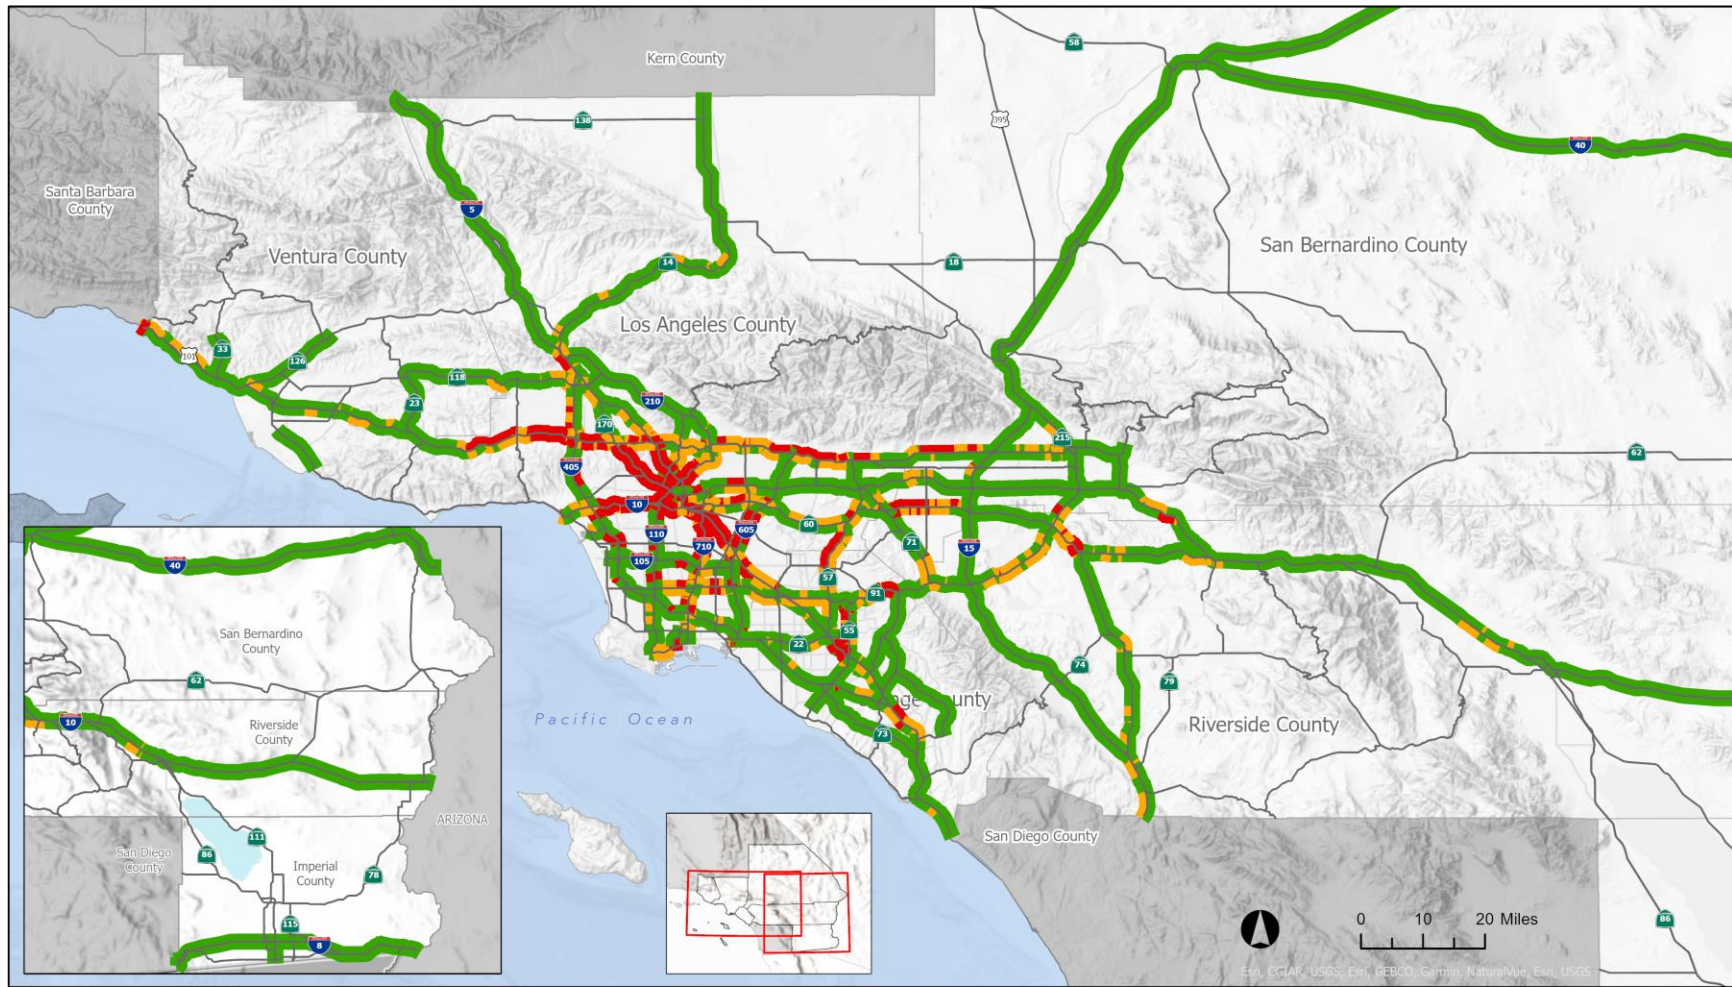 Kern County
58
138
395
40
Santa Barbara
County
5
Ventura County
14
18
San Bernardino County
Los Angeles County
101
33
126
118
23
210
170
215
62
405
10
60
605
110
710
71
15
105
57
91
22
55
74
79
nge County
Riverside County
73
Pacific Ocean
San Diego County
86
0 10 20 Miles
Esri, CGIAR, USGS, Esri, GEBCO, Garmin, NaturalVue, Esri, USGS
40
San Bernardino
County
62
10
Riverside
County
ARIZONA
111
86
San Diego
County
Imperial
County
78
115
8